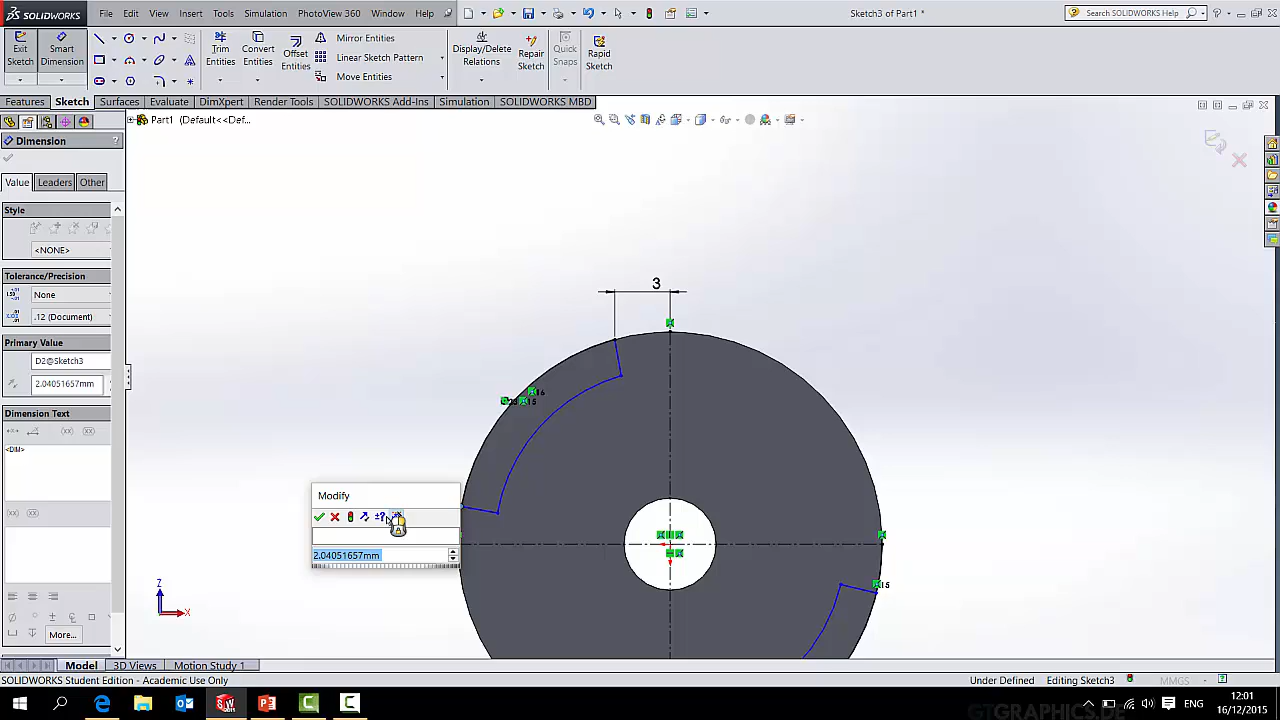 SOLIDWORKS
File Edit View Insert Tools Simulation PhotoView 360 Window Help
Sketch3 of Part1 *
Search SOLIDWORKS Help
Exit Sketch
Smart Dimension
Trim Entities
Convert Entities
Offset Entities
Mirror Entities
Linear Sketch Pattern
Move Entities
Display/Delete Relations
Repair Sketch
Quick Snaps
Rapid Sketch
Features Sketch Surfaces Evaluate DimXpert Render Tools SOLIDWORKS Add-Ins Simulation SOLIDWORKS MBD
Part1 (Default<<Def...
Dimension ?
Value Leaders Other
Style
<NONE>
Tolerance/Precision
None
.12 (Document)
Primary Value
D2@Sketch3
2.04051657mm
Dimension Text
<DIM>
More...
3
16
15
Modify
2.04051657mm
15
Z
X
Model 3D Views Motion Study 1
SOLIDWORKS Student Edition - Academic Use Only
Under Defined Editing Sketch3 MMGS
ENG
12:01
16/12/2015
GTGRAPHICS.DE